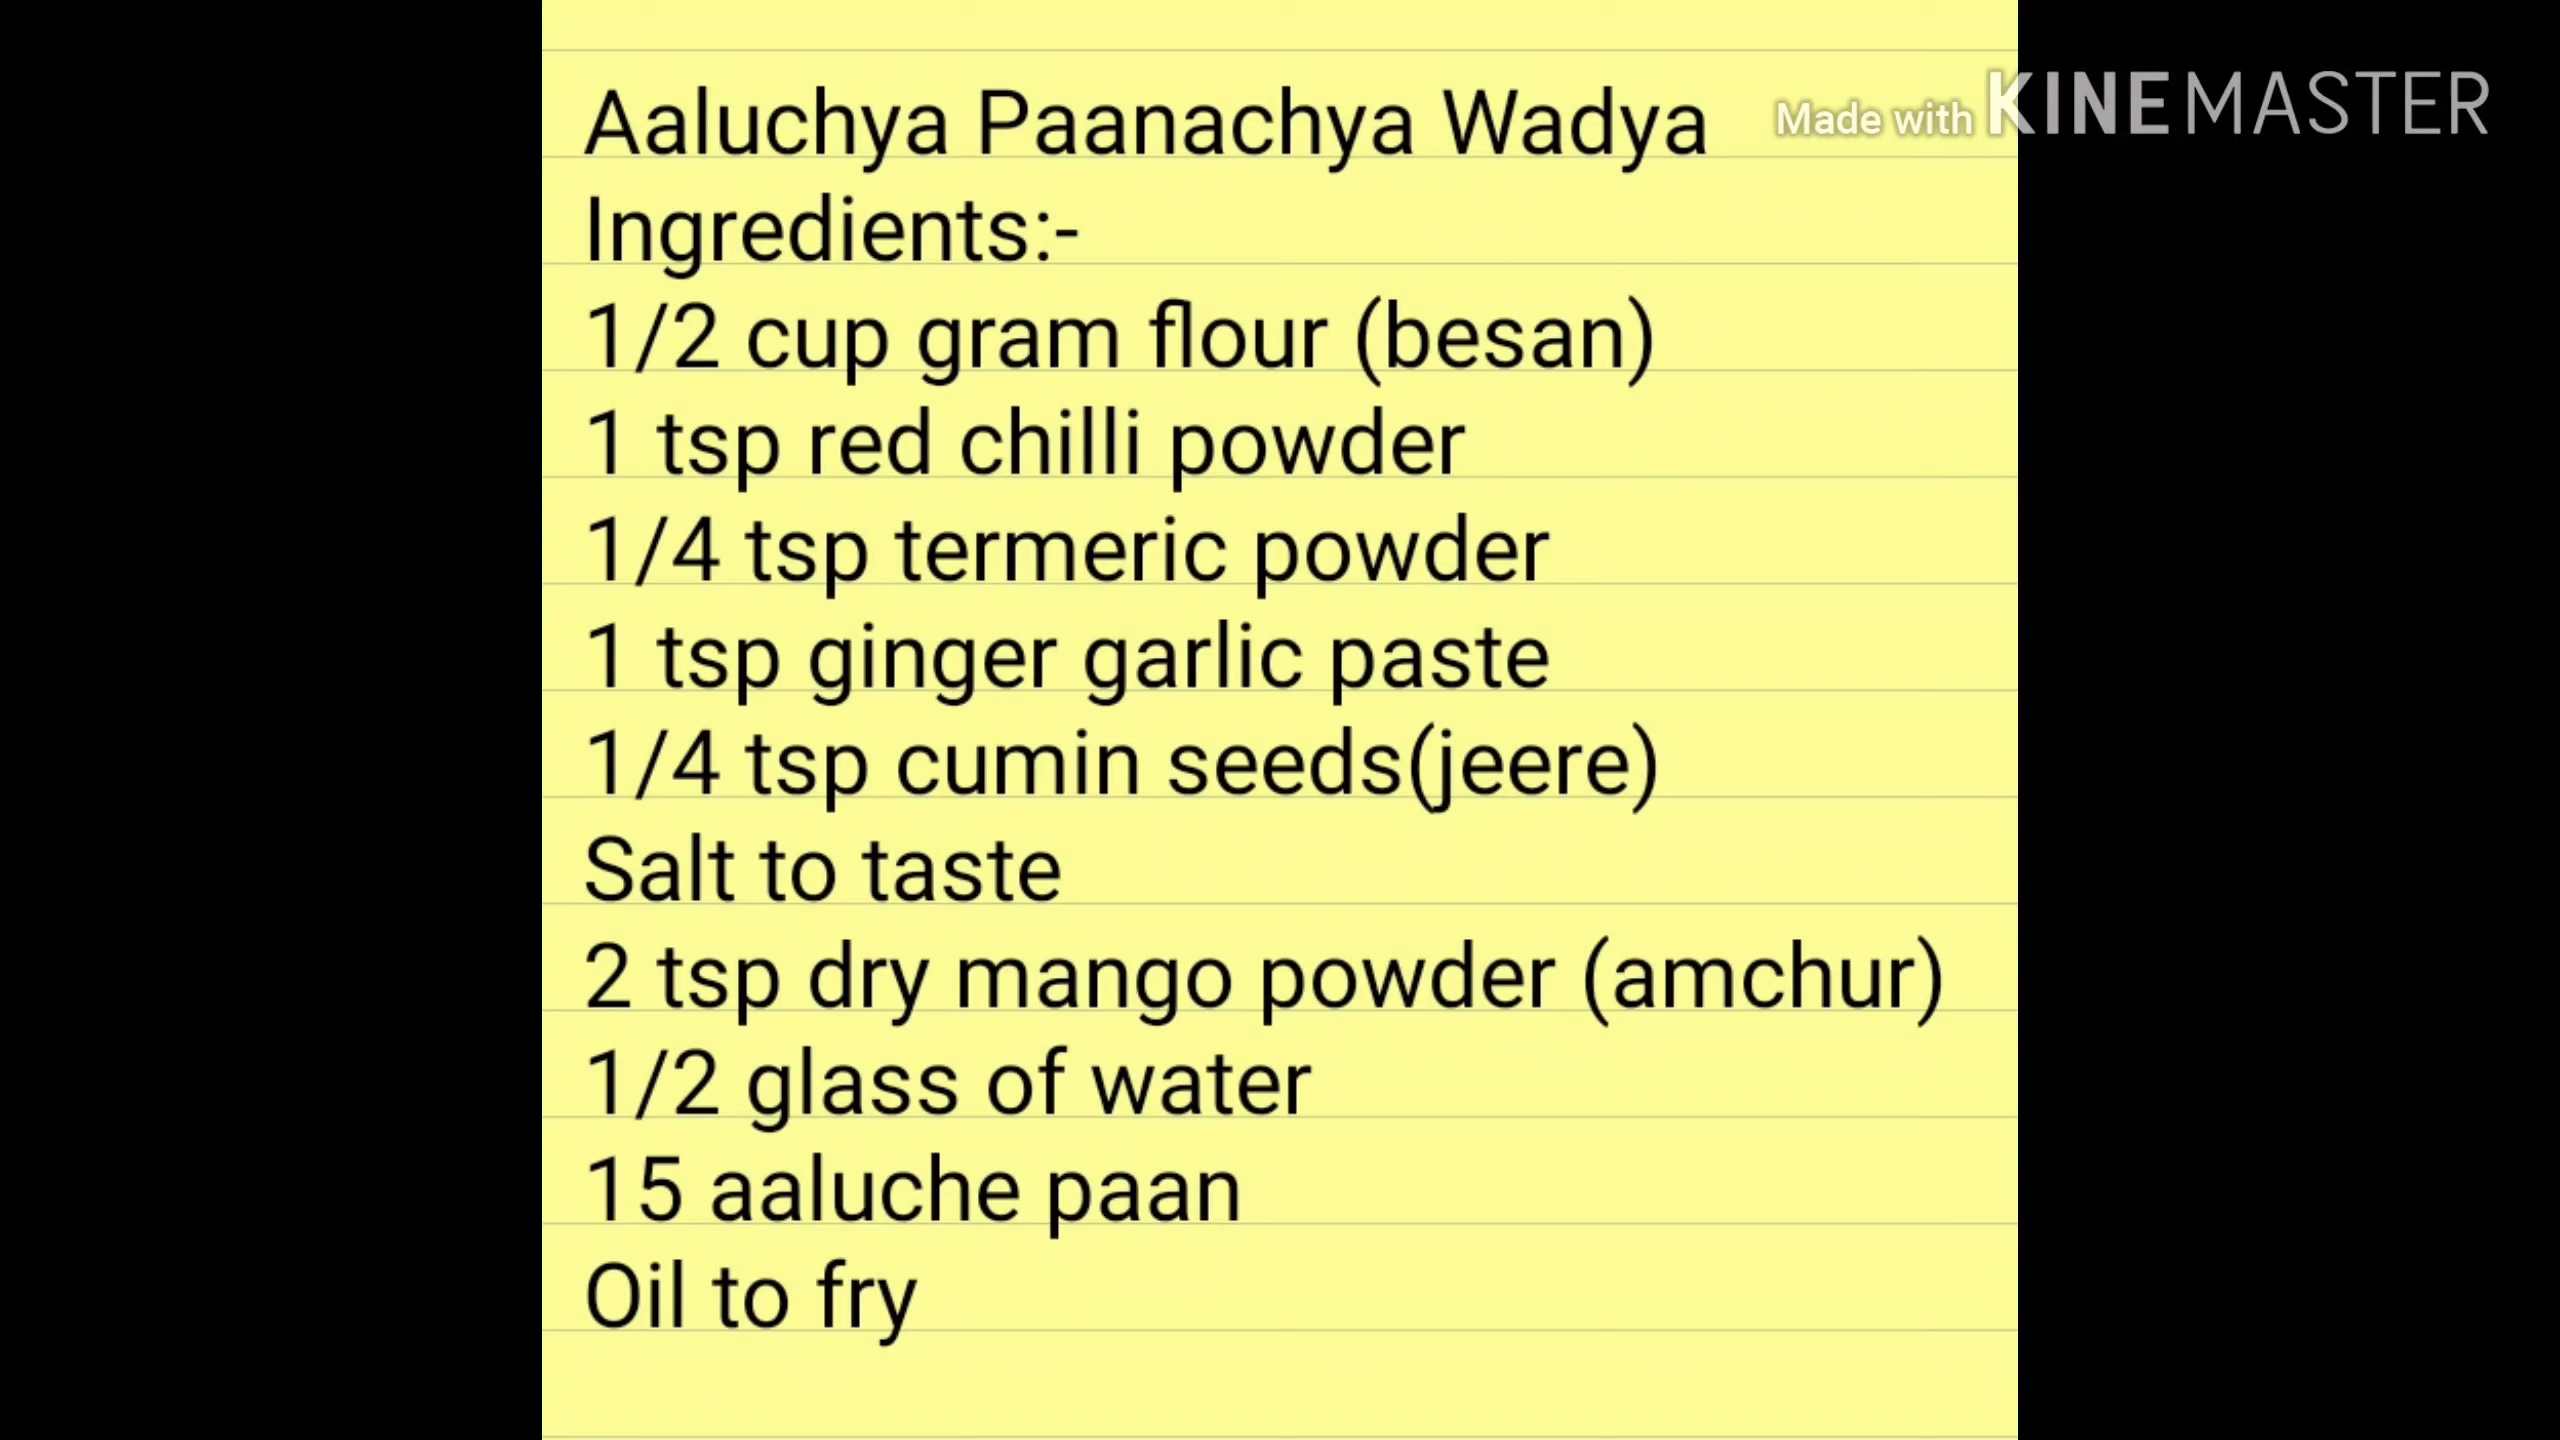 Aaluchya Paanachya Wadya
Made with KINEMASTER
Ingredients:-
1/2 cup gram flour (besan)
1 tsp red chilli powder
1/4 tsp termeric powder
1 tsp ginger garlic paste
1/4 tsp cumin seeds(jeere)
Salt to taste
2 tsp dry mango powder (amchur)
1/2 glass of water
15 aaluche paan
Oil to fry